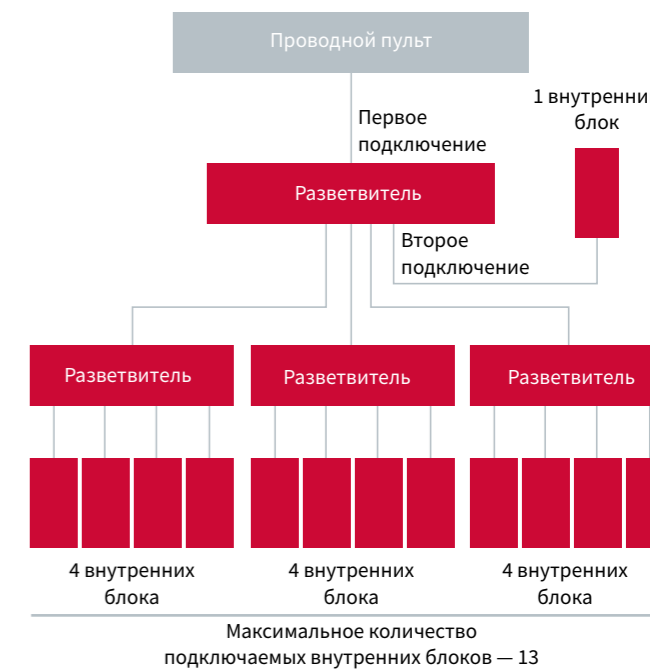 Проводной пульт
Первое
подключение
1 внутренни
блок
Разветвитель
Второе
подключение
Разветвитель
Разветвитель
Разветвитель
4 внутренних
блока
4 внутренних
блока
4 внутренних
блока
Максимальное количество
подключаемых внутренних блоков — 13